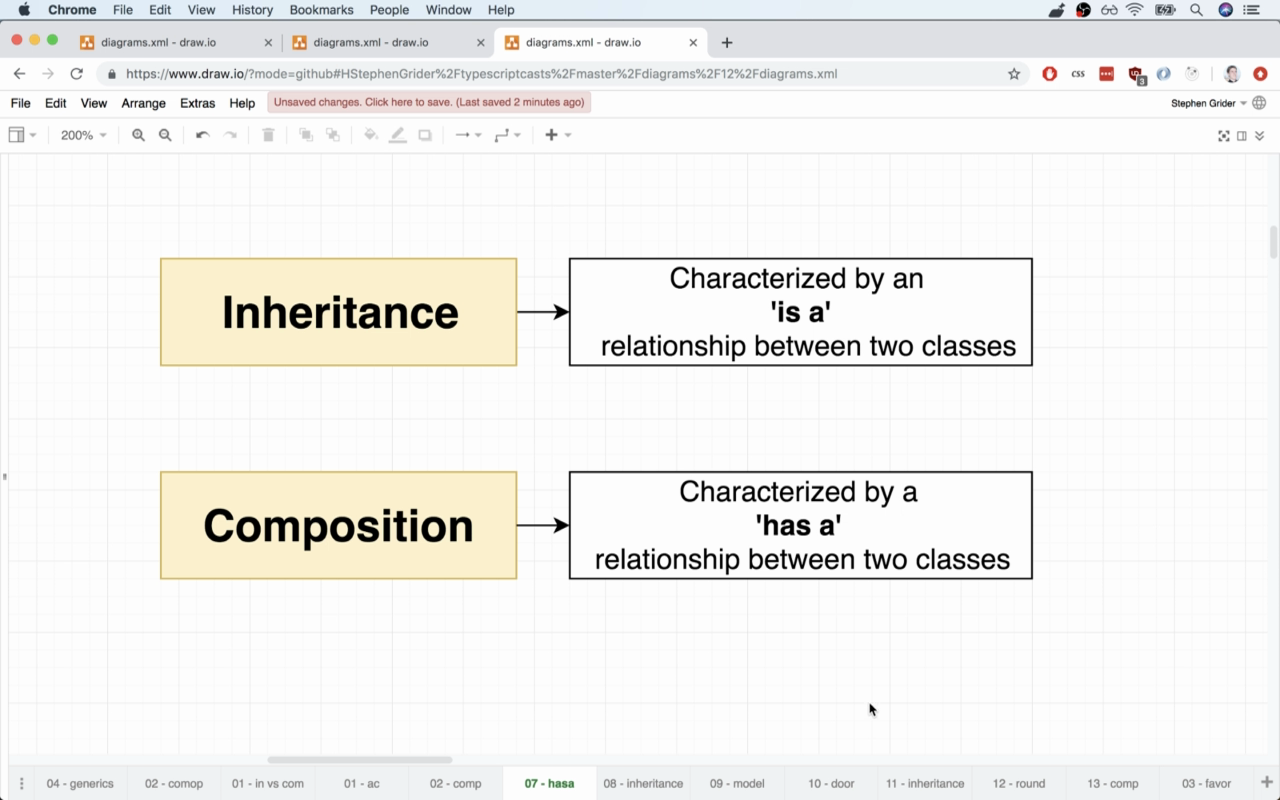 Chrome File Edit View History Bookmarks People Window Help
diagrams.xml - draw.io diagrams.xml - draw.io diagrams.xml - draw.io
https://www.draw.io/?mode=github#HStephenGrider%2Ftypescriptcasts%2Fmaster%2Fdiagrams%2F12%2Fdiagrams.xml CSS 3
File Edit View Arrange Extras Help Unsaved changes. Click here to save. (Last saved 2 minutes ago) Stephen Grider
200%
Inheritance
Characterized by an
'is a'
relationship between two classes
Composition
Characterized by a
'has a'
relationship between two classes
04 - generics 02 - comop 01 - in vs com 01 - ac 02 - comp 07 - hasa 08 - inheritance 09 - model 10 - door 11 - inheritance 12 - round 13 - comp 03 - favor